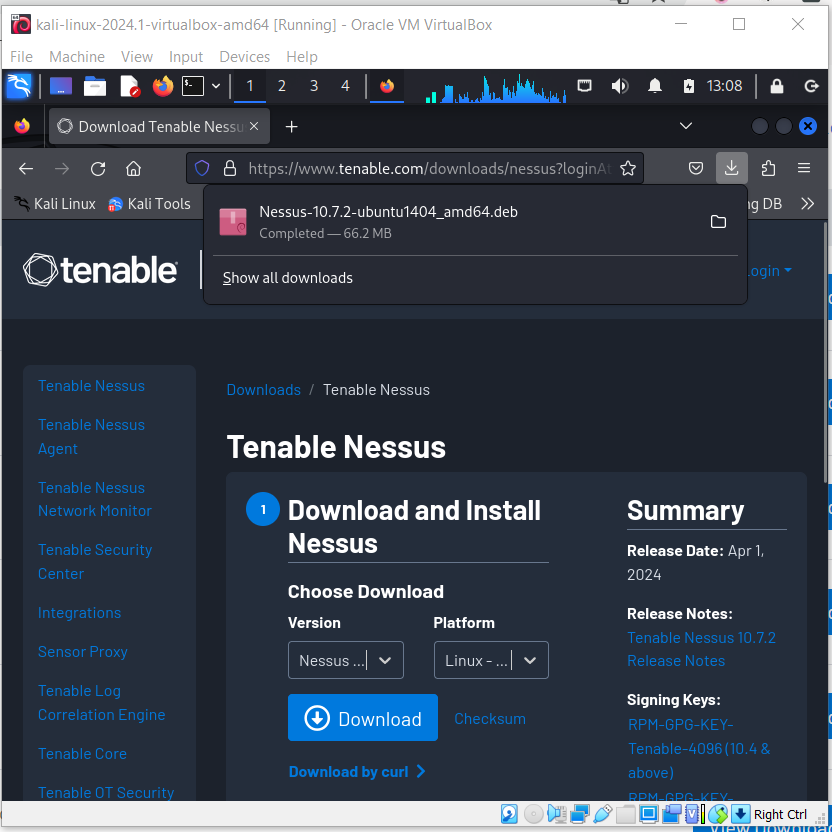 kali-linux-2024.1-virtualbox-amd64 [Running] - Oracle VM VirtualBox
File Machine View Input Devices Help
1 2 3 4 13:08
Download Tenable Nessu
https://www.tenable.com/downloads/nessus?loginAt
Kali Linux Kali Tools ng DB
Nessus-10.7.2-ubuntu1404_amd64.deb
Completed — 66.2 MB
Show all downloads
tenable
Login
Tenable Nessus
Tenable Nessus
Agent
Tenable Nessus
Network Monitor
Tenable Security
Center
Integrations
Sensor Proxy
Tenable Log
Correlation Engine
Tenable Core
Tenable OT Security
Downloads / Tenable Nessus
Tenable Nessus
1 Download and Install
Nessus
Choose Download
Version Platform
Nessus ... Linux - ...
Download Checksum
Download by curl
Summary
Release Date: Apr 1,
2024
Release Notes:
Tenable Nessus 10.7.2
Release Notes
Signing Keys:
RPM-GPG-KEY-
Tenable-4096 (10.4 &
above)
RPM-GPG-KEY-
Right Ctrl
View Download